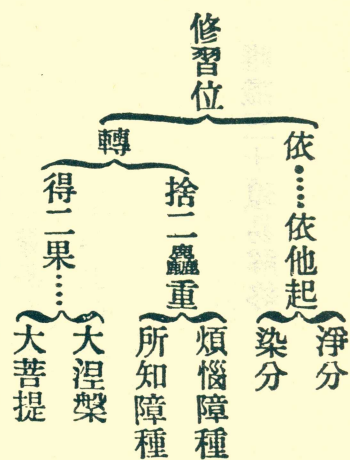 修習位
依……依他起
淨分
染分
轉
捨二麤重
煩惱障種
所知障種
得二果……
大涅槃
大菩提